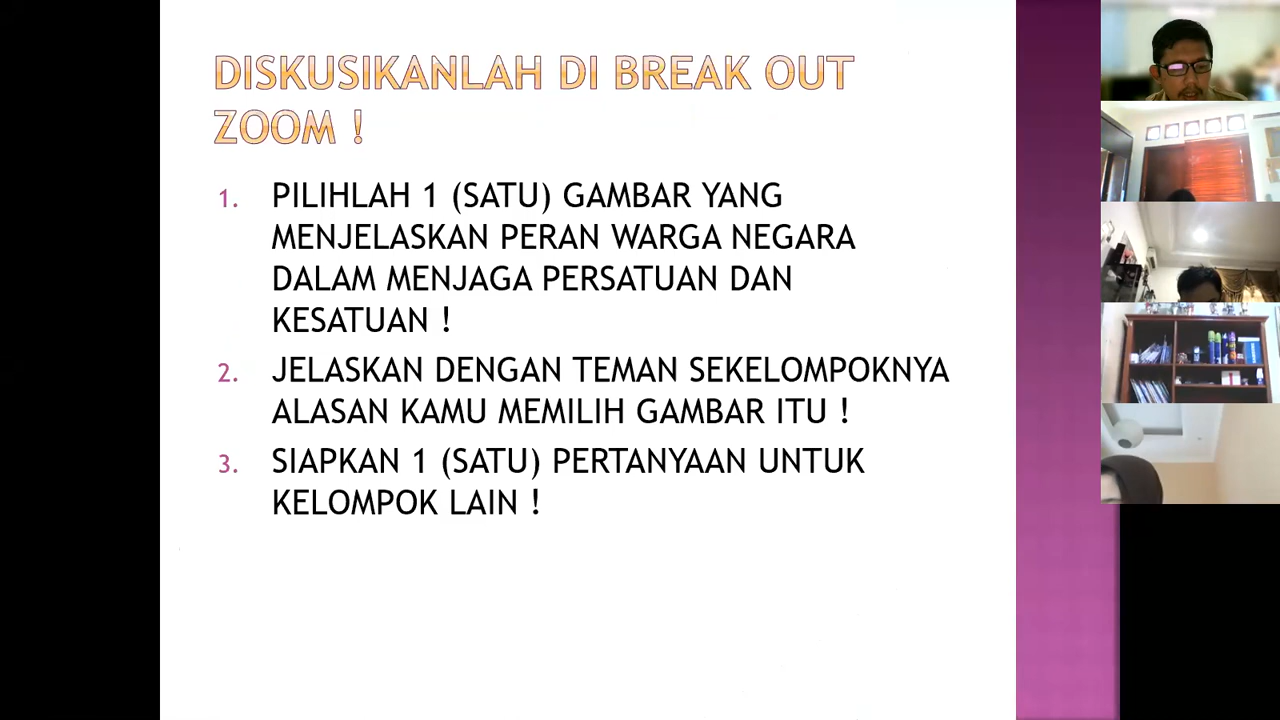 DISKUSIKANLAH DI BREAK OUT
ZOOM !
1. PILIHLAH 1 (SATU) GAMBAR YANG
MENJELASKAN PERAN WARGA NEGARA
DALAM MENJAGA PERSATUAN DAN
KESATUAN !
2. JELASKAN DENGAN TEMAN SEKELOMPOKNYA
ALASAN KAMU MEMILIH GAMBAR ITU !
3. SIAPKAN 1 (SATU) PERTANYAAN UNTUK
KELOMPOK LAIN !